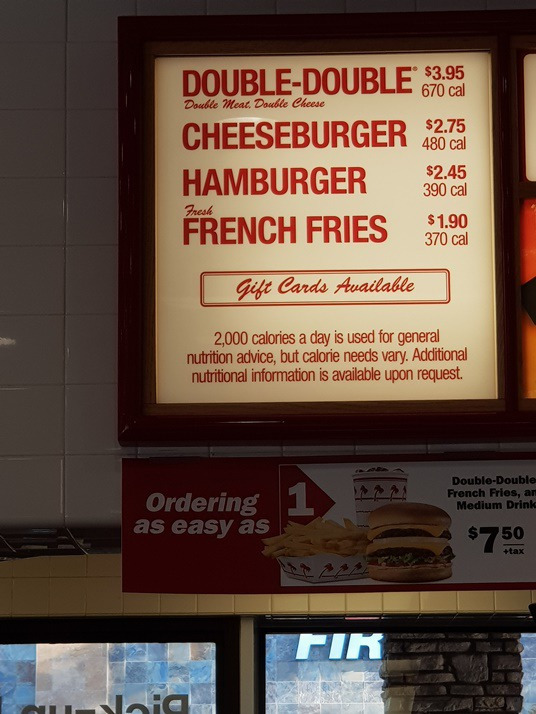 DOUBLE-DOUBLE® $3.95
Double Meat. Double Cheese 670 cal
CHEESEBURGER $2.75
480 cal
HAMBURGER $2.45
390 cal
Fresh
FRENCH FRIES $1.90
370 cal
Gift Cards Available
2,000 calories a day is used for general
nutrition advice, but calorie needs vary. Additional
nutritional information is available upon request.
Ordering
as easy as
1
Double-Double
French Fries, an
Medium Drink
$7.50
+tax
FIR
Pick-up